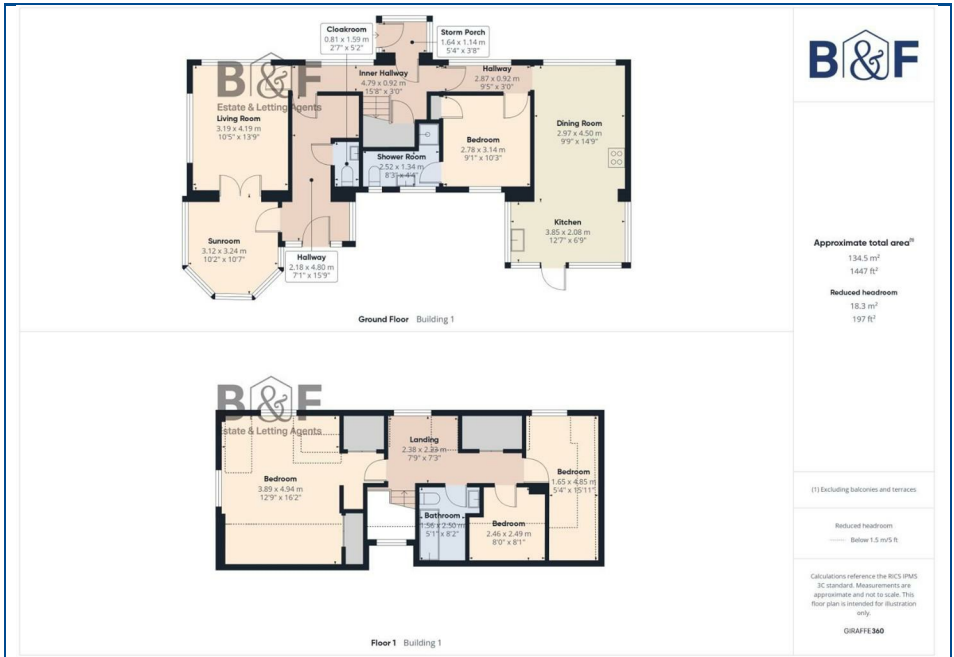 Cloakroom
0.81 x 1.59 m
2'7" x 5'2"
Storm Porch
1.64 x 1.14 m
5'4" x 3'8"
B&F
Estate & Letting Agents
Inner Hallway
4.79 x 0.92 m
15'8" x 3'0"
Hallway
2.87 x 0.92 m
9'5" x 3'0"
Living Room
3.19 x 4.19 m
10'5" x 13'9"
Dining Room
2.97 x 4.50 m
9'9" x 14'9"
Bedroom
2.78 x 3.14 m
9'1" x 10'3"
Shower Room
2.52 x 1.34 m
8'3" x 4'4"
Kitchen
3.85 x 2.08 m
12'7" x 6'9"
Sunroom
3.12 x 3.24 m
10'2" x 10'7"
Hallway
2.18 x 4.80 m
7'1" x 15'9"
Ground Floor Building 1
B&F
Estate & Letting Agents
Landing
2.38 x 2.23 m
7'9" x 7'3"
Bedroom
3.89 x 4.94 m
12'9" x 16'2"
Bedroom
1.65 x 4.85 m
5'4" x 15'11"
Bathroom
1.56 x 2.50 m
5'1" x 8'2"
Bedroom
2.46 x 2.49 m
8'0" x 8'1"
Floor 1 Building 1
B&F
Approximate total area(1)
134.5 m²
1447 ft²
Reduced headroom
18.3 m²
197 ft²
(1) Excluding balconies and terraces
Reduced headroom
Below 1.5 m/5 ft
Calculations reference the RICS IPMS
3C standard. Measurements are
approximate and not to scale. This
floor plan is intended for illustration
only.
GIRAFFE360